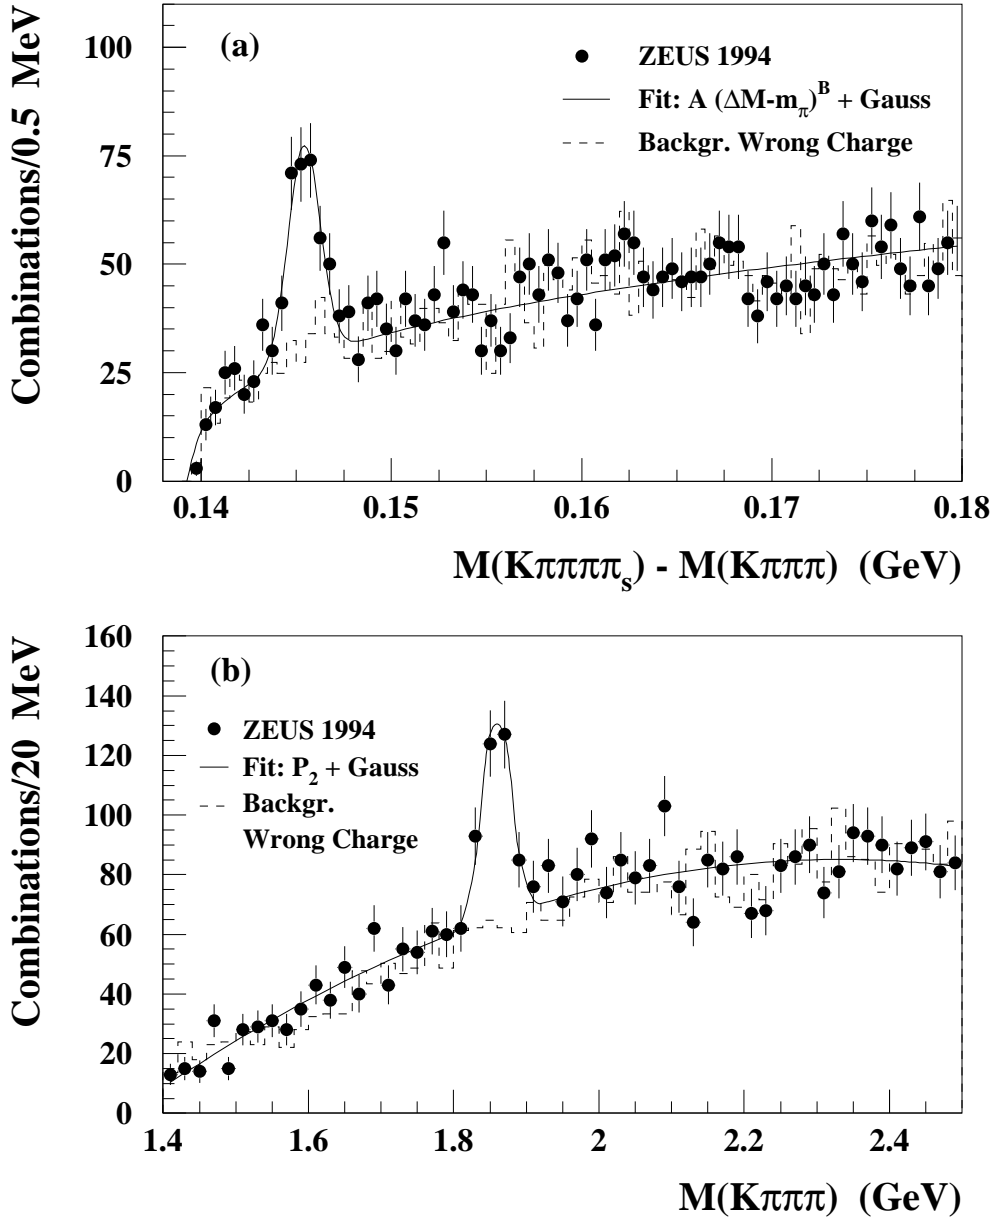 (a)
ZEUS 1994
Fit: A (ΔM-mπ)^B + Gauss
Backgr. Wrong Charge
Combinations/0.5 MeV
100
75
50
25
0
0.14 0.15 0.16 0.17 0.18
M(Kππππs) - M(Kπππ) (GeV)
(b)
ZEUS 1994
Fit: P2 + Gauss
Backgr.
Wrong Charge
Combinations/20 MeV
160
140
120
100
80
60
40
20
0
1.4 1.6 1.8 2 2.2 2.4
M(Kπππ) (GeV)